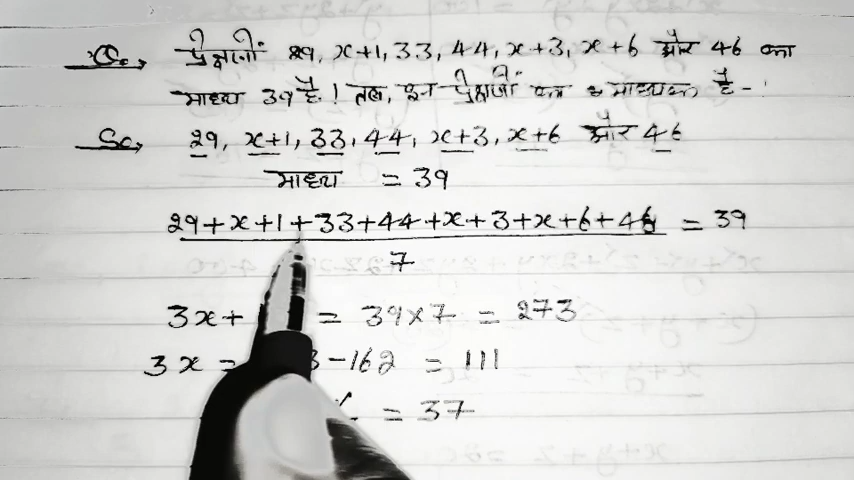 Q. प्रेक्षणों 29, x+1, 33, 44, x+3, x+6 और 46 का
माध्य 39 है। तब, इन प्रेक्षणों का माध्यक है -
S. 29, x+1, 33, 44, x+3, x+6 और 46
माध्य = 39
29+x+1+33+44+x+3+x+6+46 = 39
7
3x+ = 39×7 = 273
3x = 3-162 = 111
= 37